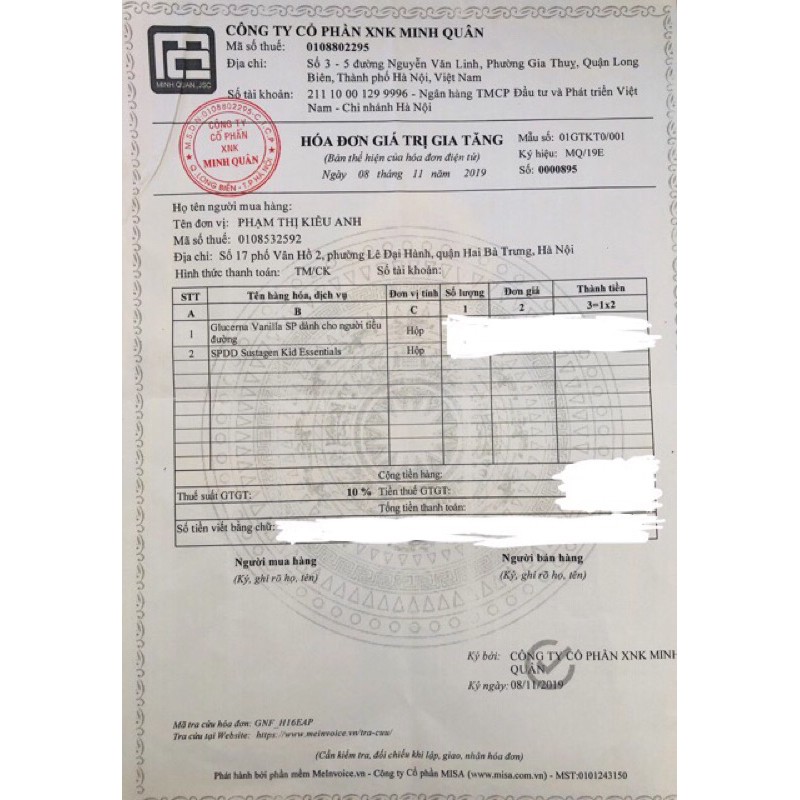 CÔNG TY CỔ PHẦN XNK MINH QUÂN
Mã số thuế: 0108802295
Địa chỉ: Số 3 - 5 đường Nguyễn Văn Linh, Phường Gia Thuỵ, Quận Long
Biên, Thành phố Hà Nội, Việt Nam
Số tài khoản: 211 10 00 129 9996 - Ngân hàng TMCP Đầu tư và Phát triển Việt
Nam - Chi nhánh Hà Nội
MINH QUAN.,JSC
M.S.D.N:0108802295-C.T.C.P
CÔNG TY
CỔ PHẦN
XNK
MINH QUÂN
Q.LONG BIÊN-T.P HÀ NỘI
HÓA ĐƠN GIÁ TRỊ GIA TĂNG
(Bản thể hiện của hóa đơn điện tử)
Ngày 08 tháng 11 năm 2019
Mẫu số: 01GTKT0/001
Ký hiệu: MQ/19E
Số: 0000895
Họ tên người mua hàng:
Tên đơn vị: PHẠM THỊ KIỀU ANH
Mã số thuế: 0108532592
Địa chỉ: Số 17 phố Vân Hồ 2, phường Lê Đại Hành, quận Hai Bà Trưng, Hà Nội
Hình thức thanh toán: TM/CK Số tài khoản:
STT Tên hàng hóa, dịch vụ Đơn vị tính Số lượng Đơn giá Thành tiền
A B C 1 2 3=1x2
1 Glucerna Vanilla SP dành cho người tiểu đường Hộp
2 SPDD Sustagen Kid Essentials Hộp
Cộng tiền hàng:
Thuế suất GTGT: 10 % Tiền thuế GTGT:
Tổng tiền thanh toán:
Số tiền viết bằng chữ:
Người mua hàng Người bán hàng
(Ký, ghi rõ họ, tên) (Ký, ghi rõ họ, tên)
Ký bởi: CÔNG TY CỔ PHẦN XNK MINH
QUÂN
Ký ngày: 08/11/2019
Mã tra cứu hóa đơn: GNF_H16EAP
Tra cứu tại Website: https://www.meinvoice.vn/tra-cuu/
(Cần kiểm tra, đối chiếu khi lập, giao, nhận hóa đơn)
Phát hành bởi phần mềm MeInvoice.vn - Công ty Cổ phần MISA (www.misa.com.vn) - MST:0101243150